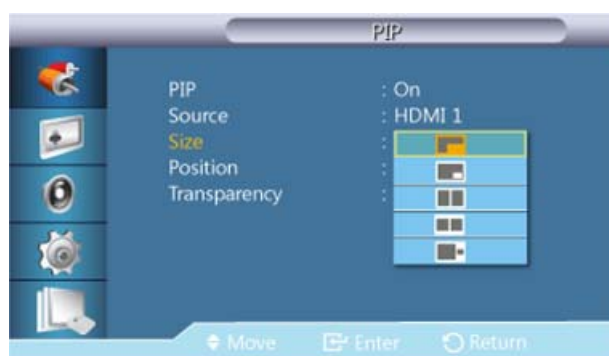 PIP
PIP : On
Source : HDMI 1
Size :
Position :
Transparency :
Move Enter Return